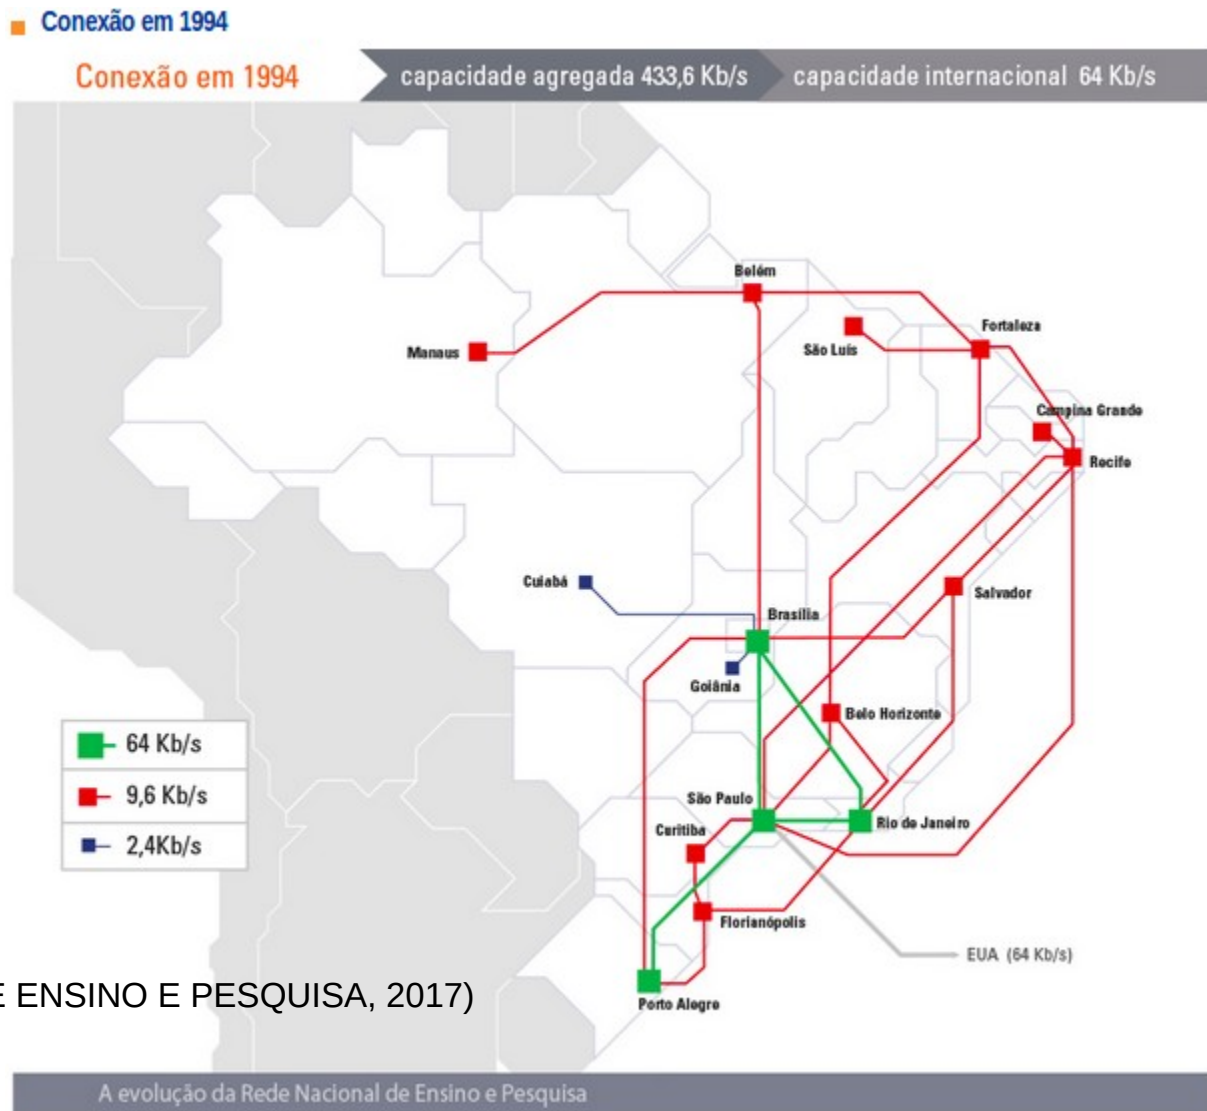 Conexão em 1994
Conexão em 1994 capacidade agregada 433,6 Kb/s capacidade internacional 64 Kb/s
Belém
Fortaleza
São Luís
Manaus
Campina Grande
Recife
Cuiabá
Salvador
Brasília
Goiânia
Belo Horizonte
64 Kb/s
9,6 Kb/s
2,4Kb/s
São Paulo
Rio de Janeiro
Curitiba
Florianópolis
EUA (64 Kb/s)
Porto Alegre
E ENSINO E PESQUISA, 2017)
A evolução da Rede Nacional de Ensino e Pesquisa